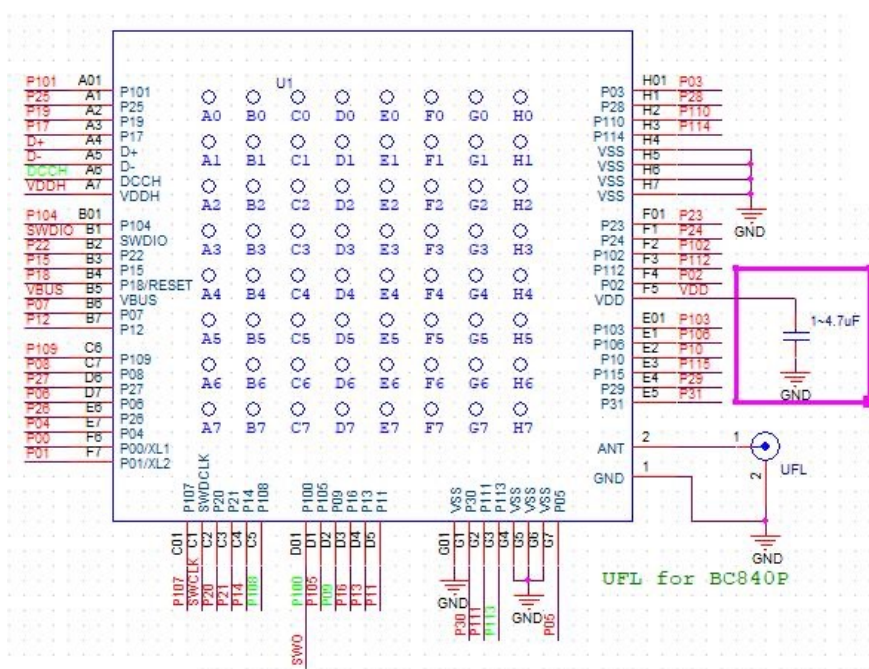 U1
P101 A01 P101
P25 A1 P25
P19 A2 P19
P17 A3 P17
D+ A4 D+
D- A5 D-
DCCH A6 DCCH
VDDH A7 VDDH
P104 B01 P104
SWDIO B1 SWDIO
P22 B2 P22
P15 B3 P15
P18 B4 P18/RESET
VBUS B5 VBUS
P07 B6 P07
P12 B7 P12
P109 C6 P109
P08 C7 P08
P27 D6 P27
P06 D7 P06
P26 E6 P26
P04 E7 P04
P00 F6 P00/XL1
P01 F7 P01/XL2
A0 B0 C0 D0 E0 F0 G0 H0
A1 B1 C1 D1 E1 F1 G1 H1
A2 B2 C2 D2 E2 F2 G2 H2
A3 B3 C3 D3 E3 F3 G3 H3
A4 B4 C4 D4 E4 F4 G4 H4
A5 B5 C5 D5 E5 F5 G5 H5
A6 B6 C6 D6 E6 F6 G6 H6
A7 B7 C7 D7 E7 F7 G7 H7
P03 H01 P03
P28 H1 P28
P110 H2 P110
P114 H3 P114
VSS H4
VSS H5
VSS H6
VSS H7
GND
P23 F01 P23
P24 F1 P24
P102 F2 P102
P112 F3 P112
P02 F4 P02
VDD F5 VDD
1~4.7uF
GND
P103 E01 P103
P106 E1 P106
P10 E2 P10
P115 E3 P115
P29 E4 P29
P31 E5 P31
ANT 2 1
UFL
GND 1 2
GND
P107 SWDCLK P20 P21 P14 P108
C01 C1 C2 C3 C4 C5
P107 SWCLK P20 P21 P14 P108
P100 P105 P09 P16 P13 P11
D01 D1 D2 D3 D4 D5
P100 P105 P09 P16 P13 P11
SWO
VSS P30 P111 P113 VSS VSS VSS P05
G01 G1 G2 G3 G4 G5 G6 G7
GND P30 P111 P113 GND P05
UFL for BC840P